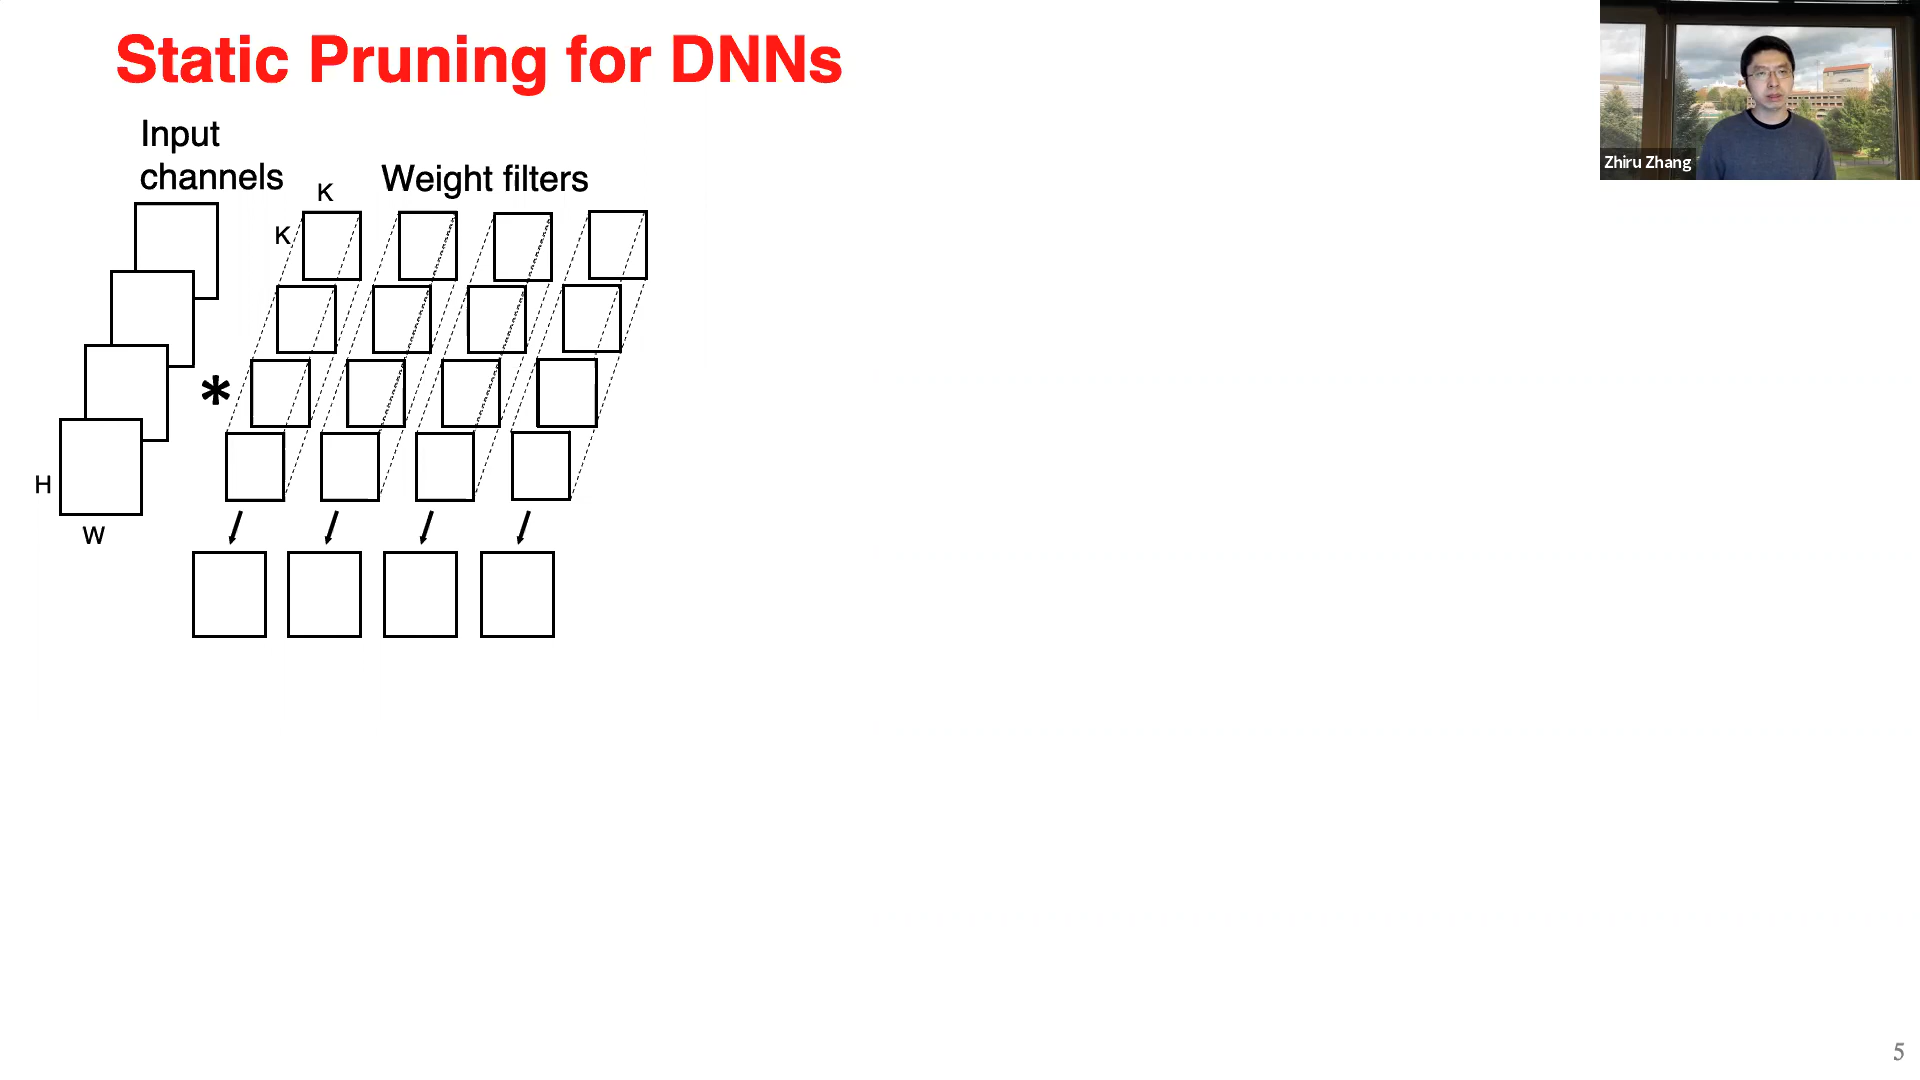 Static Pruning for DNNs
Zhiru Zhang
Input
channels
K
Weight filters
K
*
H
W
5